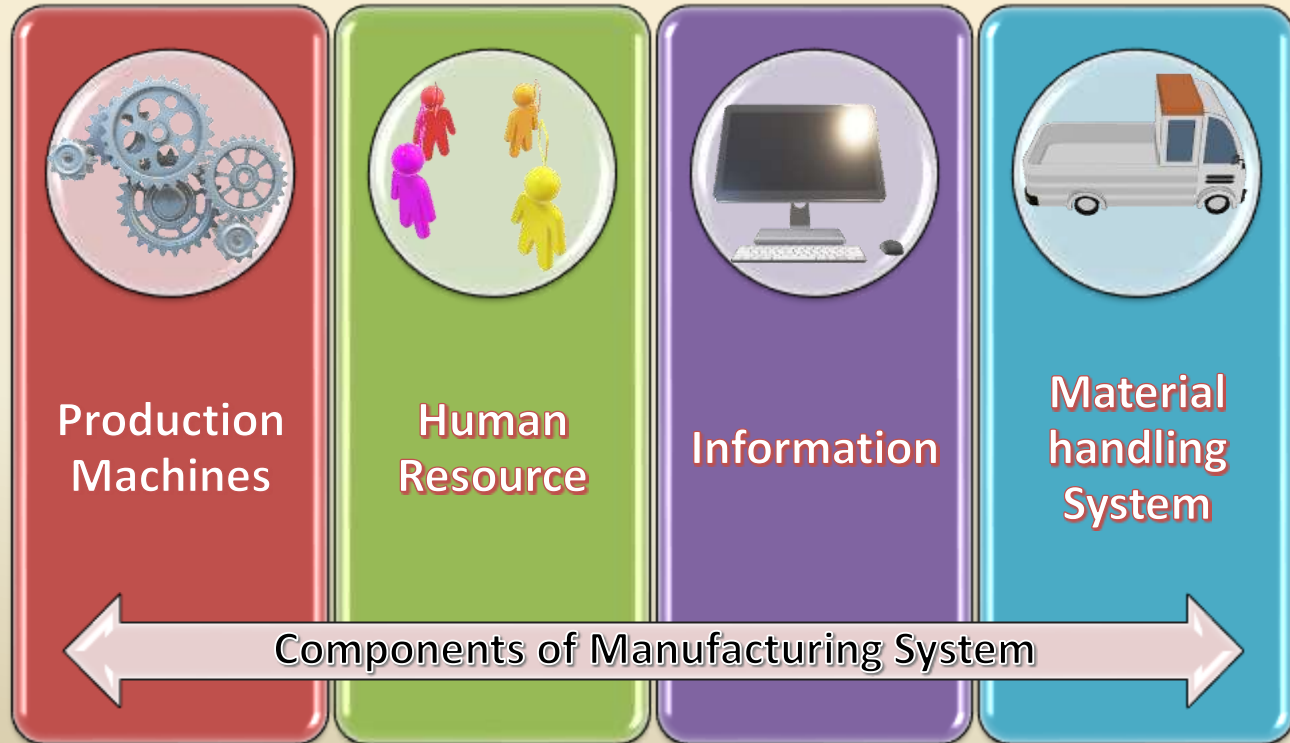 Production
Machines
Human
Resource
Information
Material
handling
System
Components of Manufacturing System